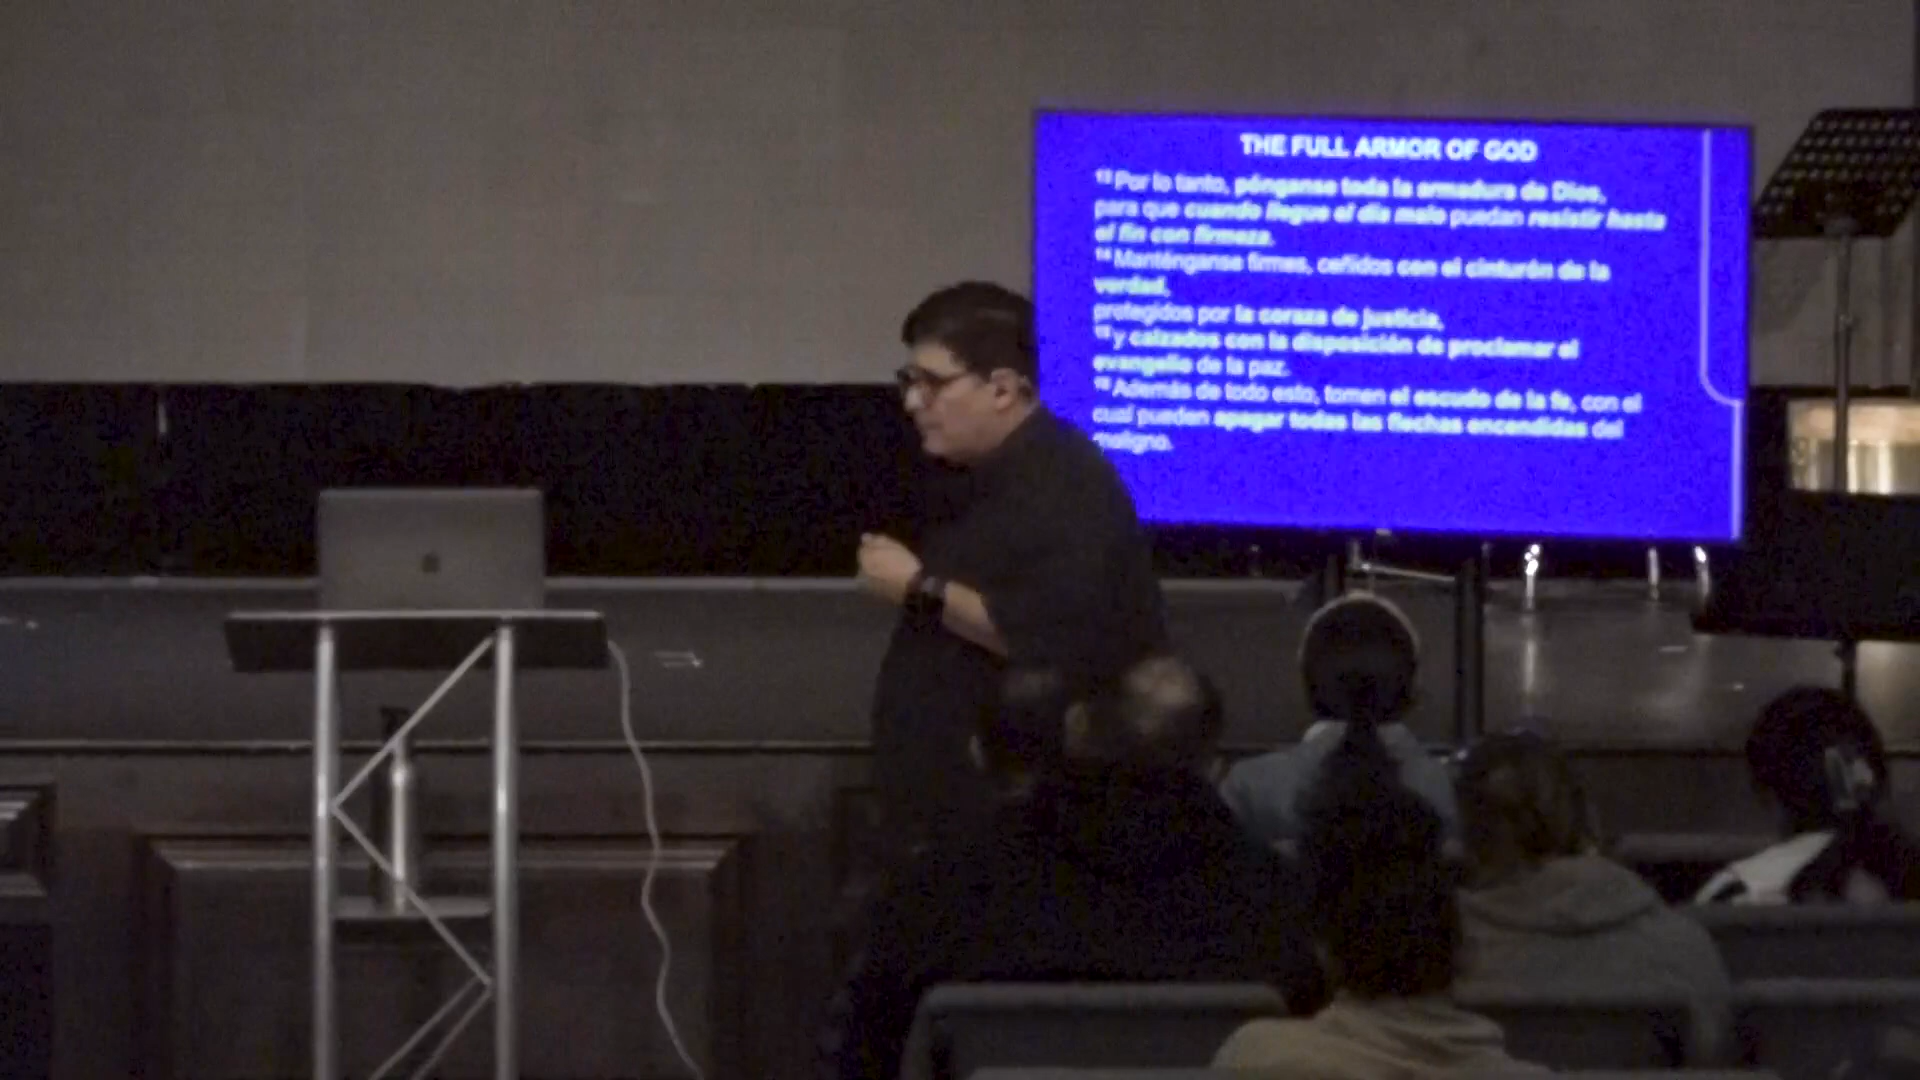 THE FULL ARMOR OF GOD
13 Por lo tanto, pónganse toda la armadura de Dios,
para que cuando llegue el día malo puedan resistir hasta
el fin con firmeza.
14 Manténganse firmes, ceñidos con el cinturón de la
verdad,
protegidos por la coraza de justicia,
15 y calzados con la disposición de proclamar el
evangelio de la paz.
16 Además de todo esto, tomen el escudo de la fe, con el
cual pueden apagar todas las flechas encendidas del
maligno.